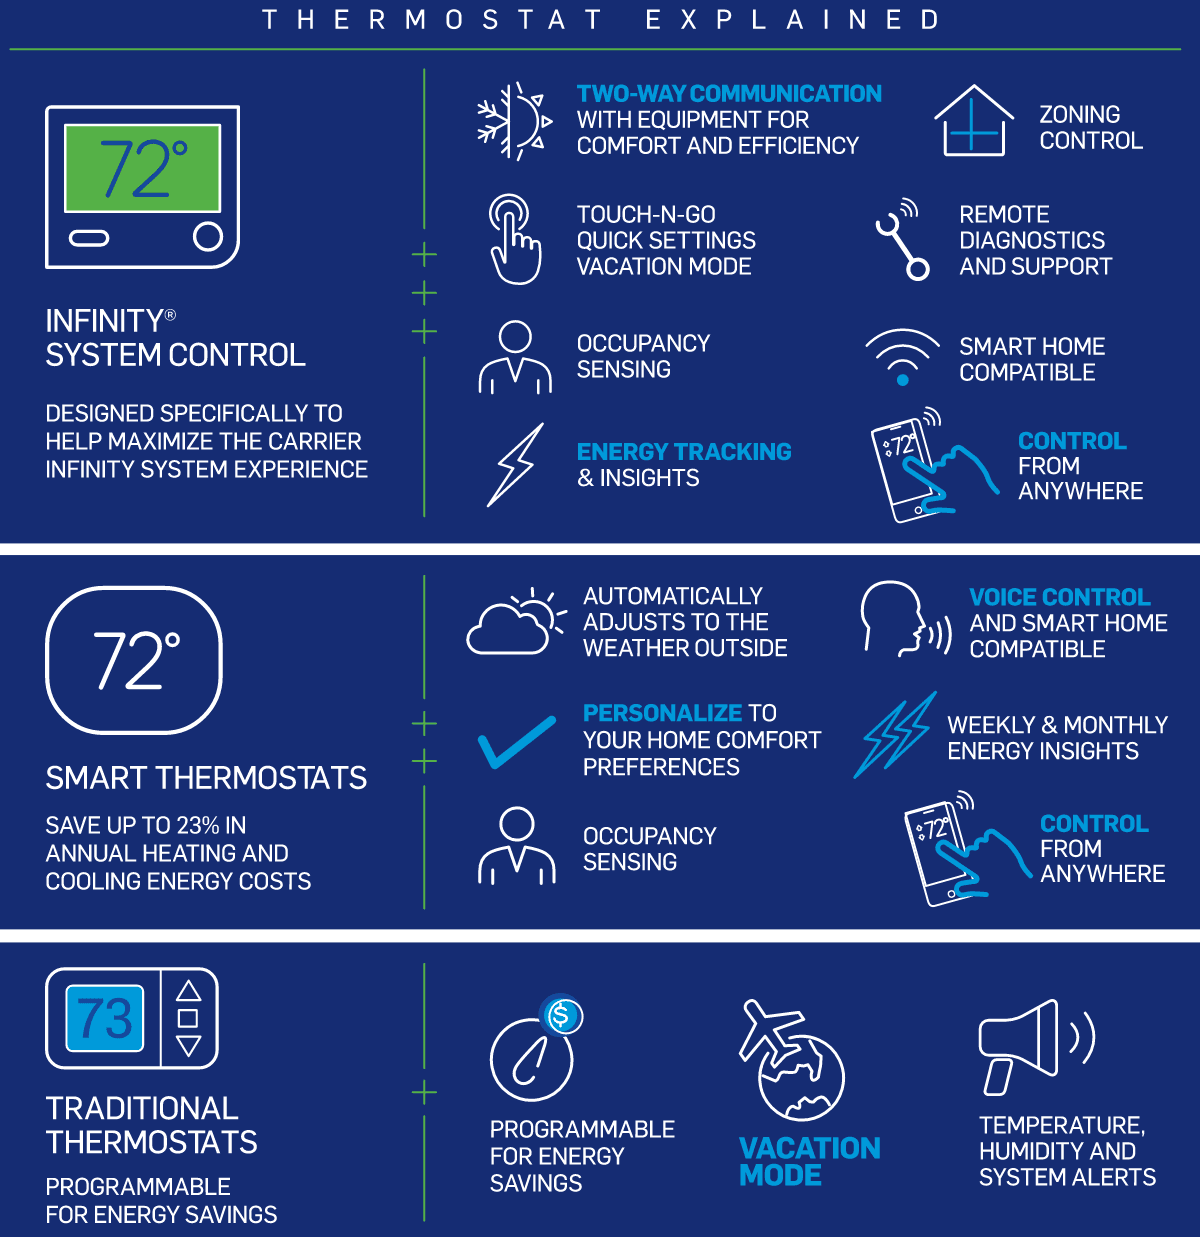 THERMOSTAT EXPLAINED
72°
INFINITY®
SYSTEM CONTROL
DESIGNED SPECIFICALLY TO
HELP MAXIMIZE THE CARRIER
INFINITY SYSTEM EXPERIENCE
TWO-WAY COMMUNICATION
WITH EQUIPMENT FOR
COMFORT AND EFFICIENCY
ZONING
CONTROL
TOUCH-N-GO
QUICK SETTINGS
VACATION MODE
REMOTE
DIAGNOSTICS
AND SUPPORT
OCCUPANCY
SENSING
SMART HOME
COMPATIBLE
ENERGY TRACKING
& INSIGHTS
72°
CONTROL
FROM
ANYWHERE
72°
SMART THERMOSTATS
SAVE UP TO 23% IN
ANNUAL HEATING AND
COOLING ENERGY COSTS
AUTOMATICALLY
ADJUSTS TO THE
WEATHER OUTSIDE
VOICE CONTROL
AND SMART HOME
COMPATIBLE
PERSONALIZE TO
YOUR HOME COMFORT
PREFERENCES
WEEKLY & MONTHLY
ENERGY INSIGHTS
OCCUPANCY
SENSING
72°
CONTROL
FROM
ANYWHERE
73
TRADITIONAL
THERMOSTATS
PROGRAMMABLE
FOR ENERGY SAVINGS
$
PROGRAMMABLE
FOR ENERGY
SAVINGS
VACATION
MODE
TEMPERATURE,
HUMIDITY AND
SYSTEM ALERTS